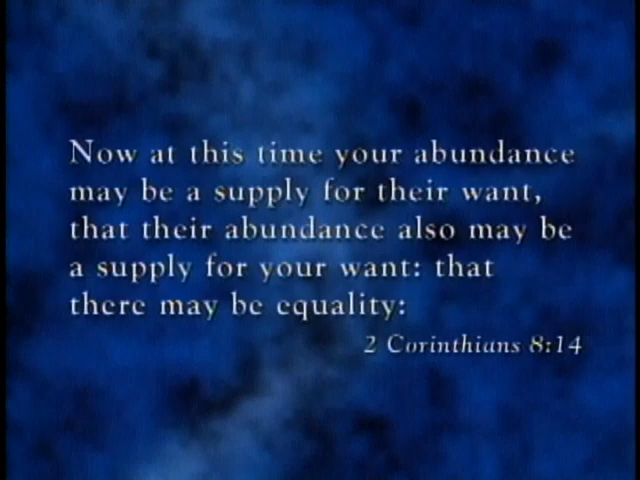 Now at this time your abundance
may be a supply for their want,
that their abundance also may be
a supply for your want: that
there may be equality:
2 Corinthians 8:14